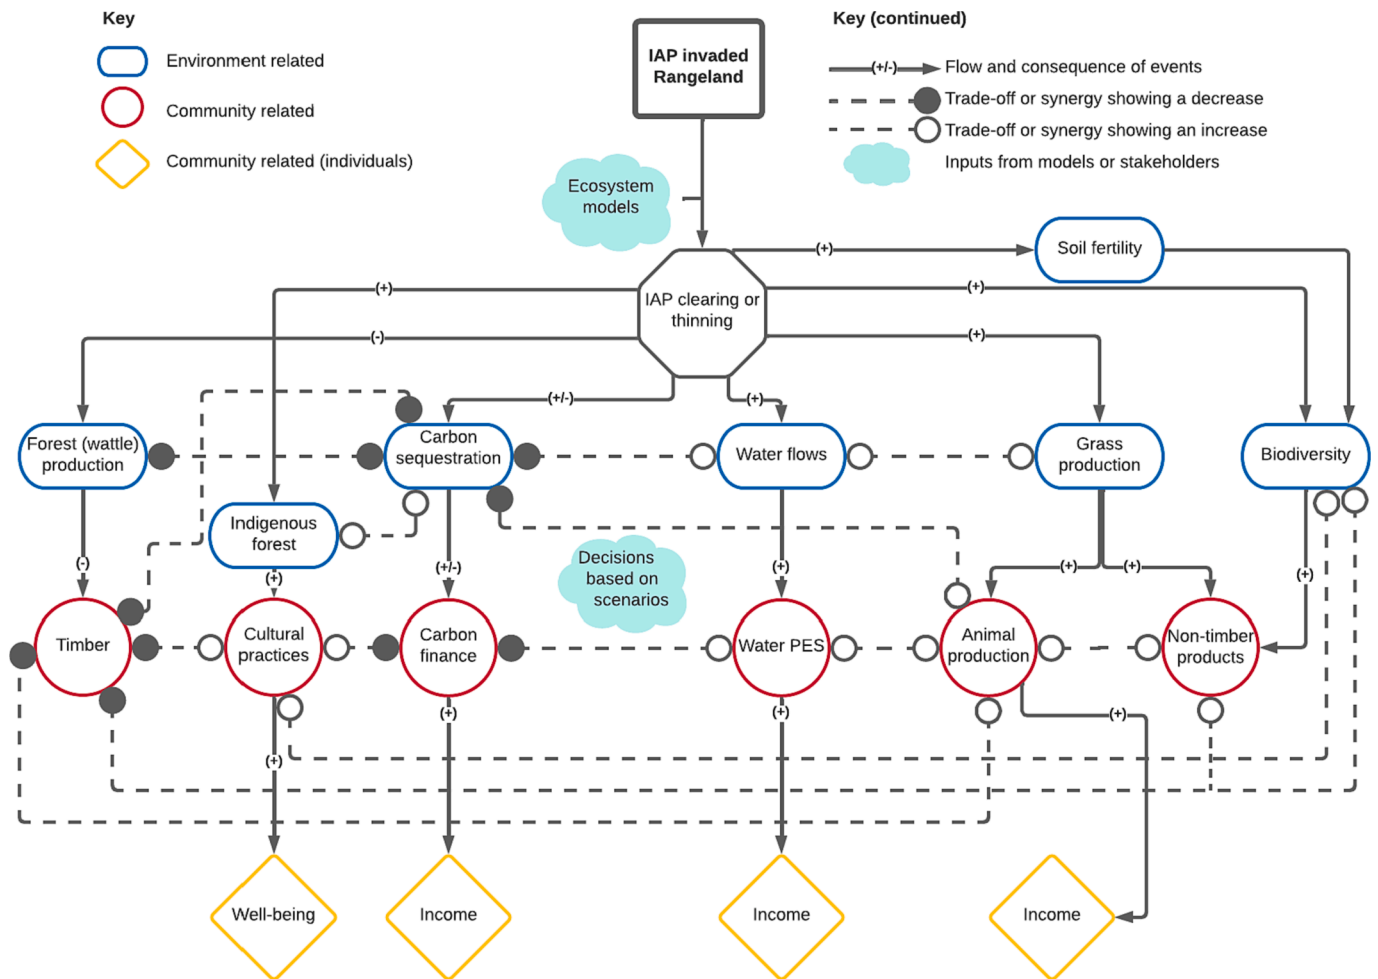 Key
Environment related
Community related
Community related (individuals)
IAP invaded
Rangeland
Key (continued)
(+/-)
Flow and consequence of events
Trade-off or synergy showing a decrease
Trade-off or synergy showing an increase
Inputs from models or stakeholders
Ecosystem
models
(+)
Soil fertility
(+)
IAP clearing or
thinning
(+)
(-)
(+)
(+/-)
(+)
Forest (wattle)
production
Carbon
sequestration
Water flows
Grass
production
Biodiversity
Indigenous
forest
Decisions
based on
scenarios
(-)
(+)
(+/-)
(+)
(+)
(+)
(+)
Timber
Cultural
practices
Carbon
finance
Water PES
Animal
production
Non-timber
products
(+)
(+)
(+)
(+)
Well-being
Income
Income
Income